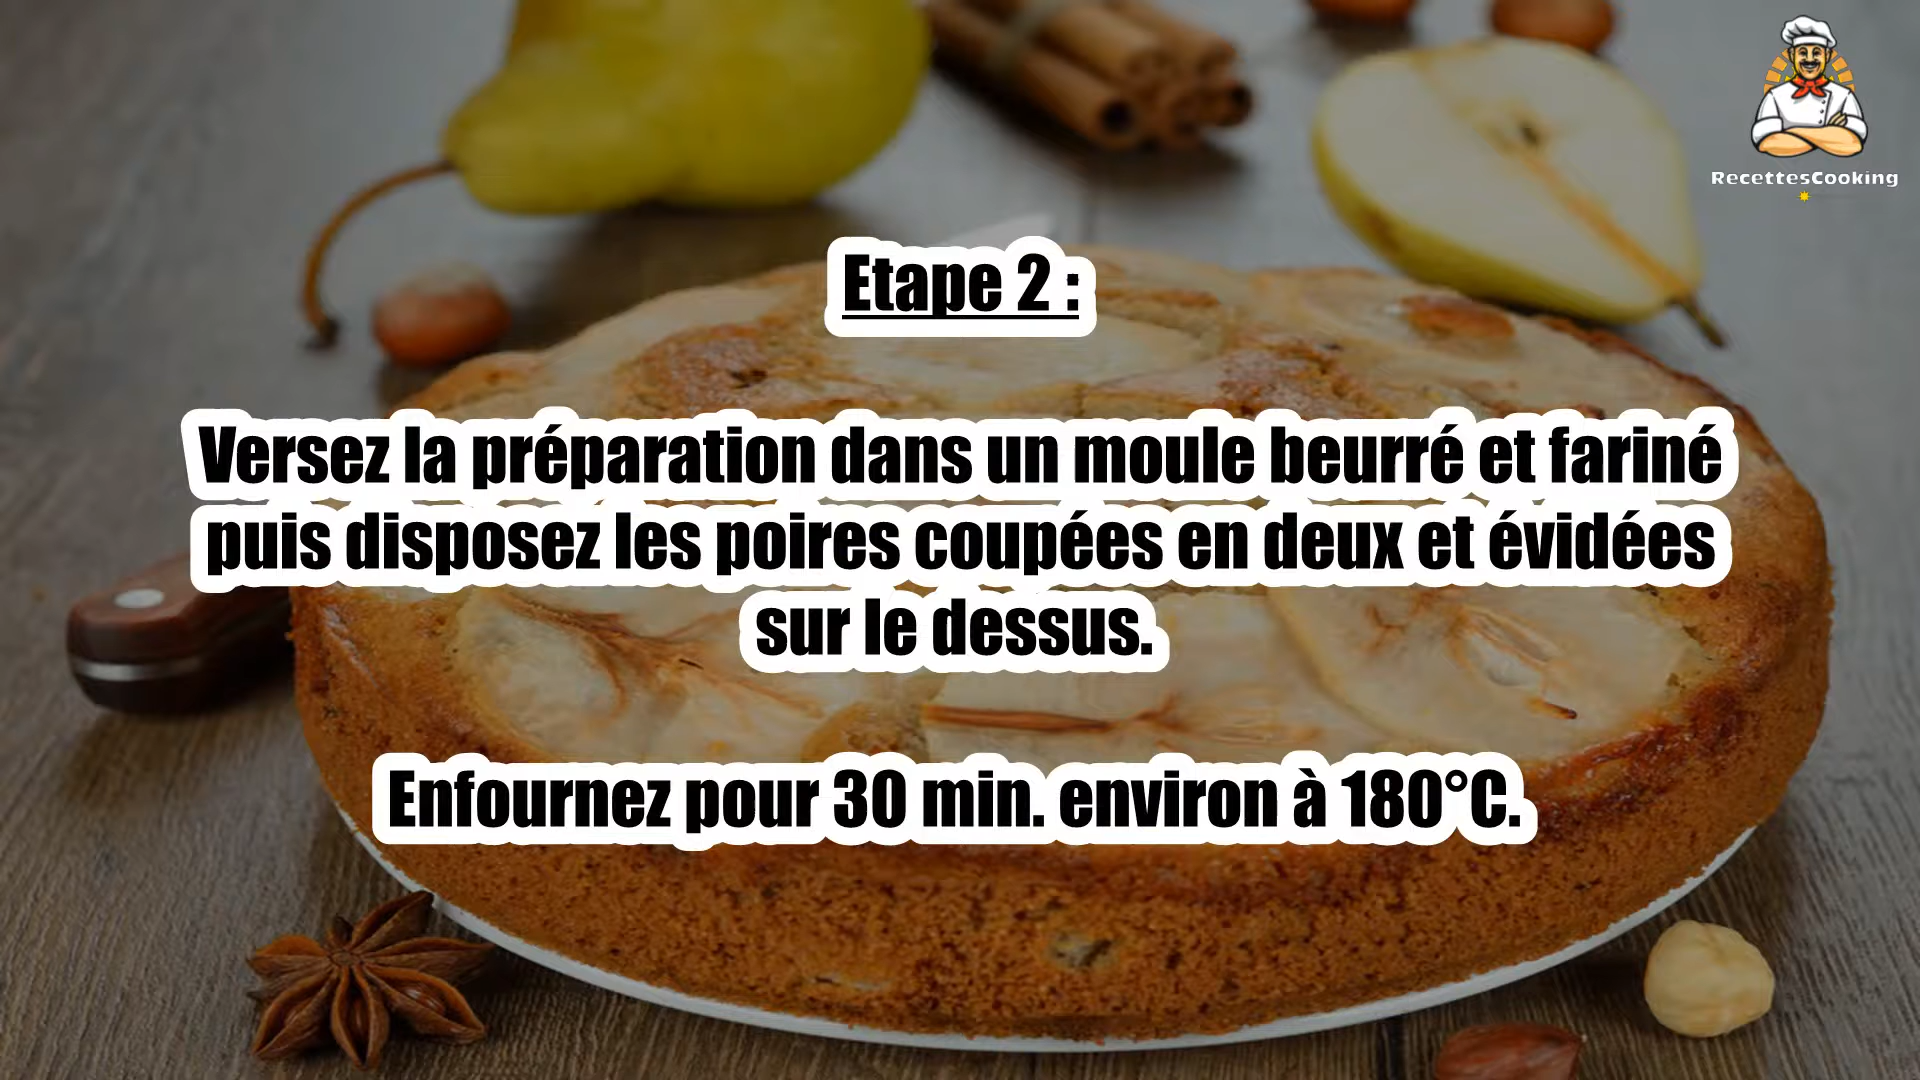 RecettesCooking
Etape 2 :
Versez la préparation dans un moule beurré et fariné
puis disposez les poires coupées en deux et évidées
sur le dessus.
Enfournez pour 30 min. environ à 180°C.